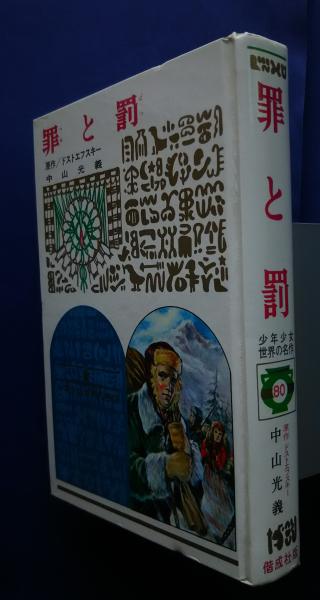 罪と罰
原作/ドストエフスキー
中山光義
罪と罰
少年少女
世界の名作
80
原作 ドストエフスキー
中山光義
偕成社版